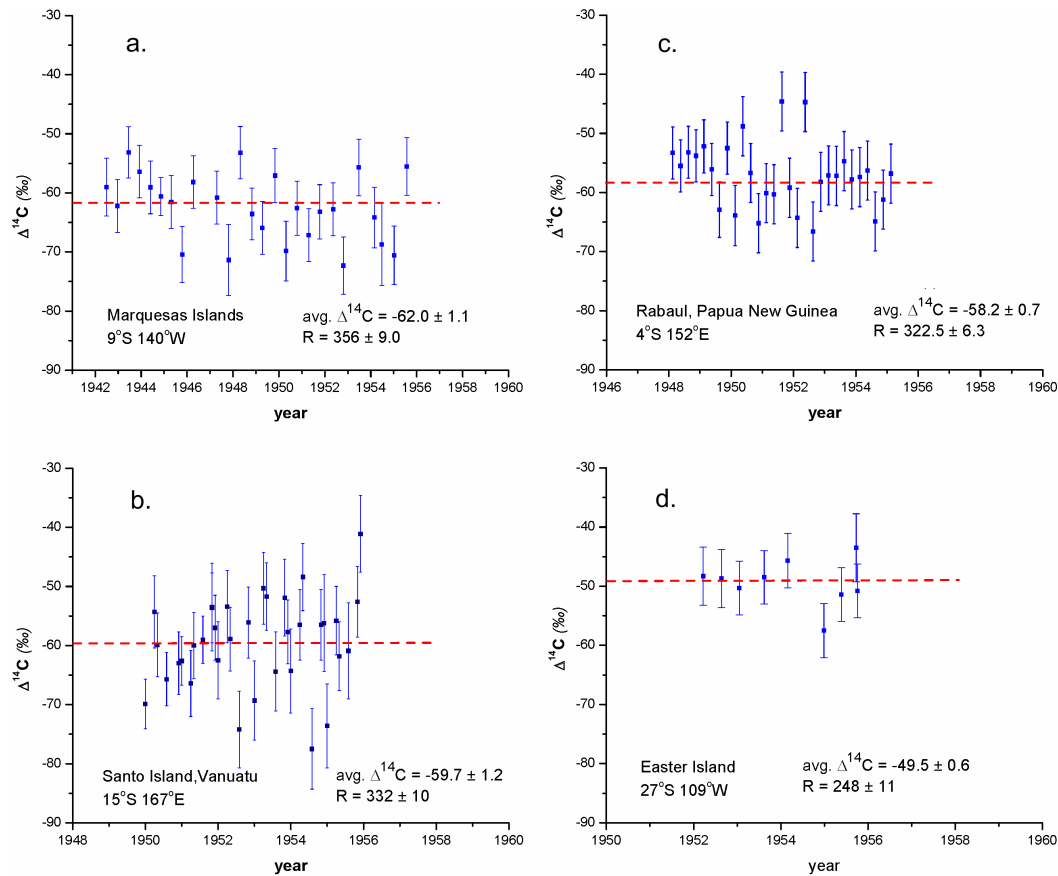 a.
-30
-40
-50
-60
-70
-80
-90
Δ¹⁴C (‰)
Marquesas Islands
9°S 140°W
avg. Δ¹⁴C = -62.0 ± 1.1
R = 356 ± 9.0
1942 1944 1946 1948 1950 1952 1954 1956 1958 1960
year
c.
-30
-40
-50
-60
-70
-80
-90
Δ¹⁴C (‰)
Rabaul, Papua New Guinea
4°S 152°E
avg. Δ¹⁴C = -58.2 ± 0.7
R = 322.5 ± 6.3
1946 1948 1950 1952 1954 1956 1958 1960
year
b.
-30
-40
-50
-60
-70
-80
-90
Δ¹⁴C (‰)
Santo Island,Vanuatu
15°S 167°E
avg. Δ¹⁴C = -59.7 ± 1.2
R = 332 ± 10
1948 1950 1952 1954 1956 1958 1960
year
d.
-30
-40
-50
-60
-70
-80
-90
Δ¹⁴C (‰)
Easter Island
27°S 109°W
avg. Δ¹⁴C = -49.5 ± 0.6
R = 248 ± 11
1950 1952 1954 1956 1958 1960
year